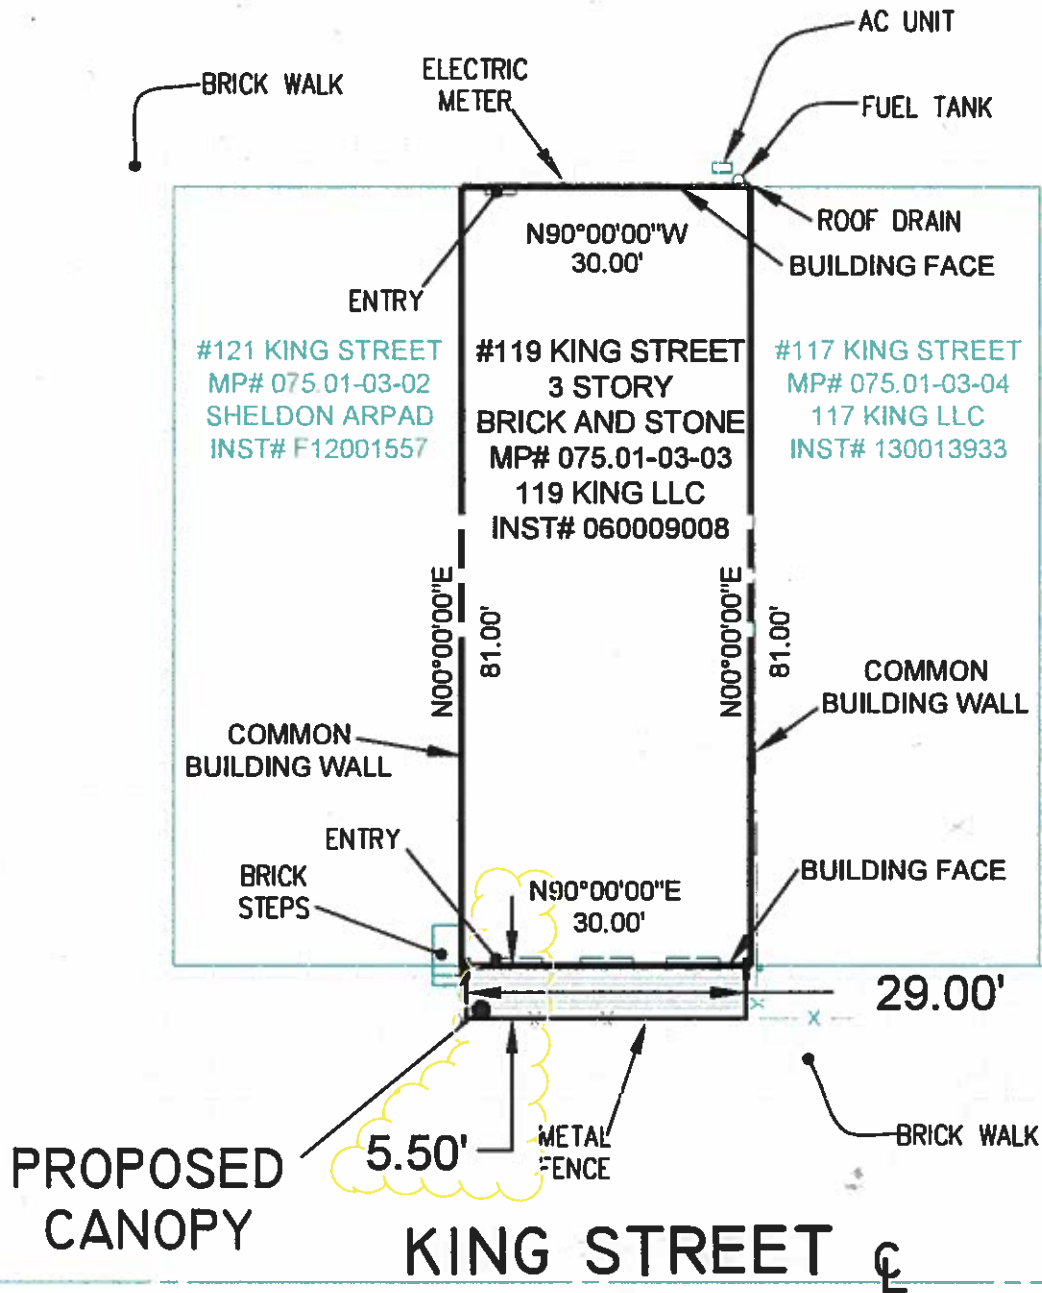 AC UNIT
BRICK WALK
ELECTRIC
METER
FUEL TANK
ROOF DRAIN
N90°00'00"W
30.00'
BUILDING FACE
ENTRY
#121 KING STREET
MP# 075.01-03-02
SHELDON ARPAD
INST# F12001557
#119 KING STREET
3 STORY
BRICK AND STONE
MP# 075.01-03-03
119 KING LLC
INST# 060009008
#117 KING STREET
MP# 075.01-03-04
117 KING LLC
INST# 130013933
N00°00'00"E
81.00'
N00°00'00"E
81.00'
COMMON
BUILDING WALL
COMMON
BUILDING WALL
ENTRY
BRICK
STEPS
N90°00'00"E
30.00'
BUILDING FACE
29.00'
X
X
5.50'
METAL
FENCE
BRICK WALK
PROPOSED
CANOPY
KING STREET ℄